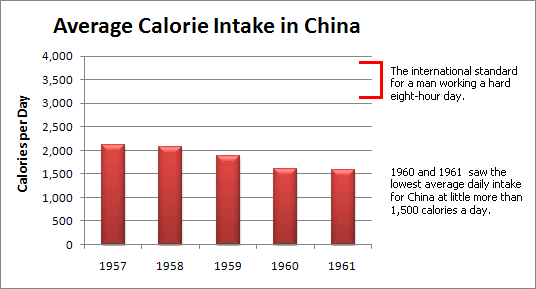 Average Calorie Intake in China
Calories per Day
4,000
3,500
3,000
2,500
2,000
1,500
1,000
500
0
1957 1958 1959 1960 1961
The international standard
for a man working a hard
eight-hour day.
1960 and 1961 saw the
lowest average daily intake
for China at little more than
1,500 calories a day.